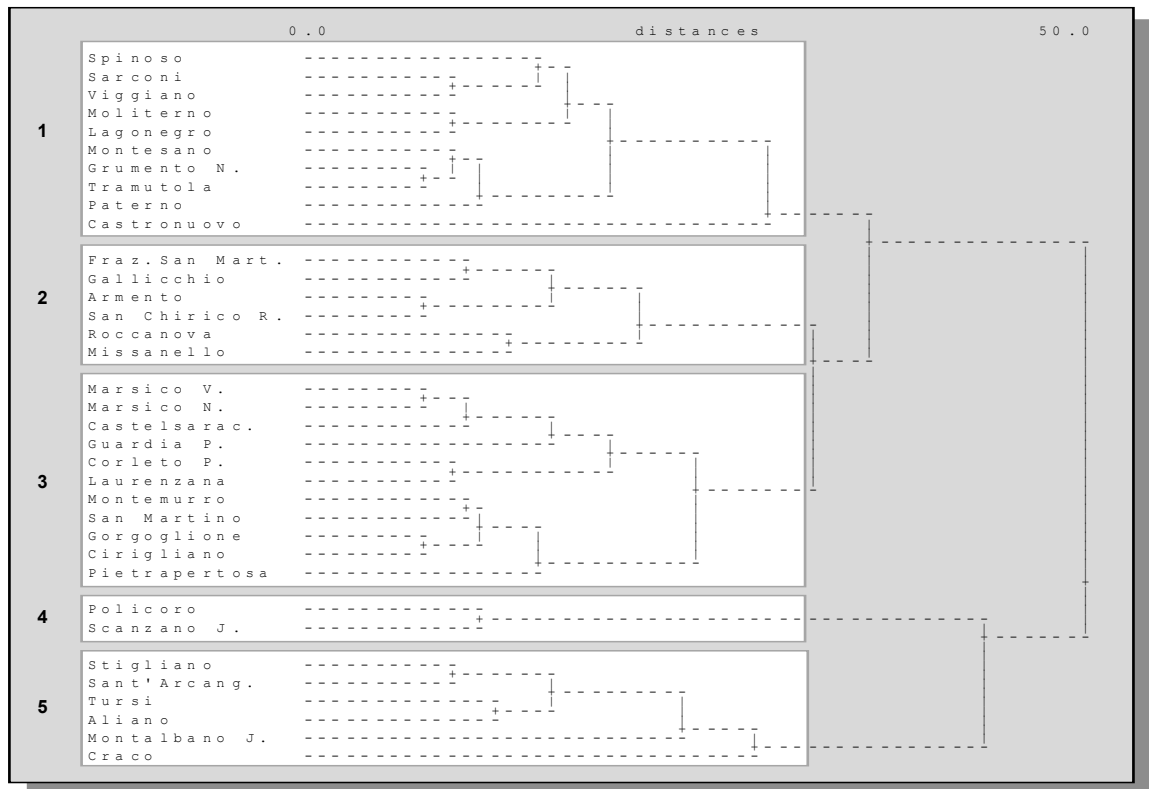 0.0 distances 50.0
Spinoso
Sarconi
Viggiano
Moliterno
1
Lagonegro
Montesano
Grumento N.
Tramutola
Paterno
Castronuovo
Fraz.San Mart.
Gallicchio
2
Armento
San Chirico R.
Roccanova
Missanello
Marsico V.
Marsico N.
Castelsarac.
Guardia P.
Corleto P.
3
Laurenzana
Montemurro
San Martino
Gorgoglione
Cirigliano
Pietrapertosa
Policoro
4
Scanzano J.
Stigliano
Sant'Arcang.
Tursi
5
Aliano
Montalbano J.
Craco